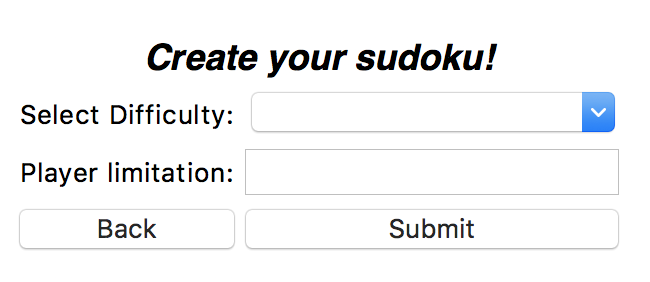 Create your sudoku!
Select Difficulty:
Player limitation:
Back Submit